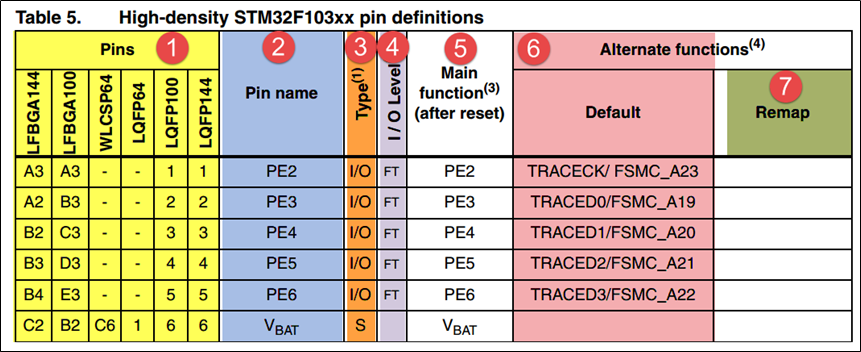 Table 5. High-density STM32F103xx pin definitions
Pins 1 2 3 4 5 6 Alternate functions(4)
LFBGA144 LFBGA100 WLCSP64 LQFP64 LQFP100 LQFP144 Pin name Type(1) I / O Level Main function(3) (after reset) Default 7 Remap
A3 A3 - - 1 1 PE2 I/O FT PE2 TRACECK/ FSMC_A23
A2 B3 - - 2 2 PE3 I/O FT PE3 TRACED0/FSMC_A19
B2 C3 - - 3 3 PE4 I/O FT PE4 TRACED1/FSMC_A20
B3 D3 - - 4 4 PE5 I/O FT PE5 TRACED2/FSMC_A21
B4 E3 - - 5 5 PE6 I/O FT PE6 TRACED3/FSMC_A22
C2 B2 C6 1 6 6 VBAT S VBAT